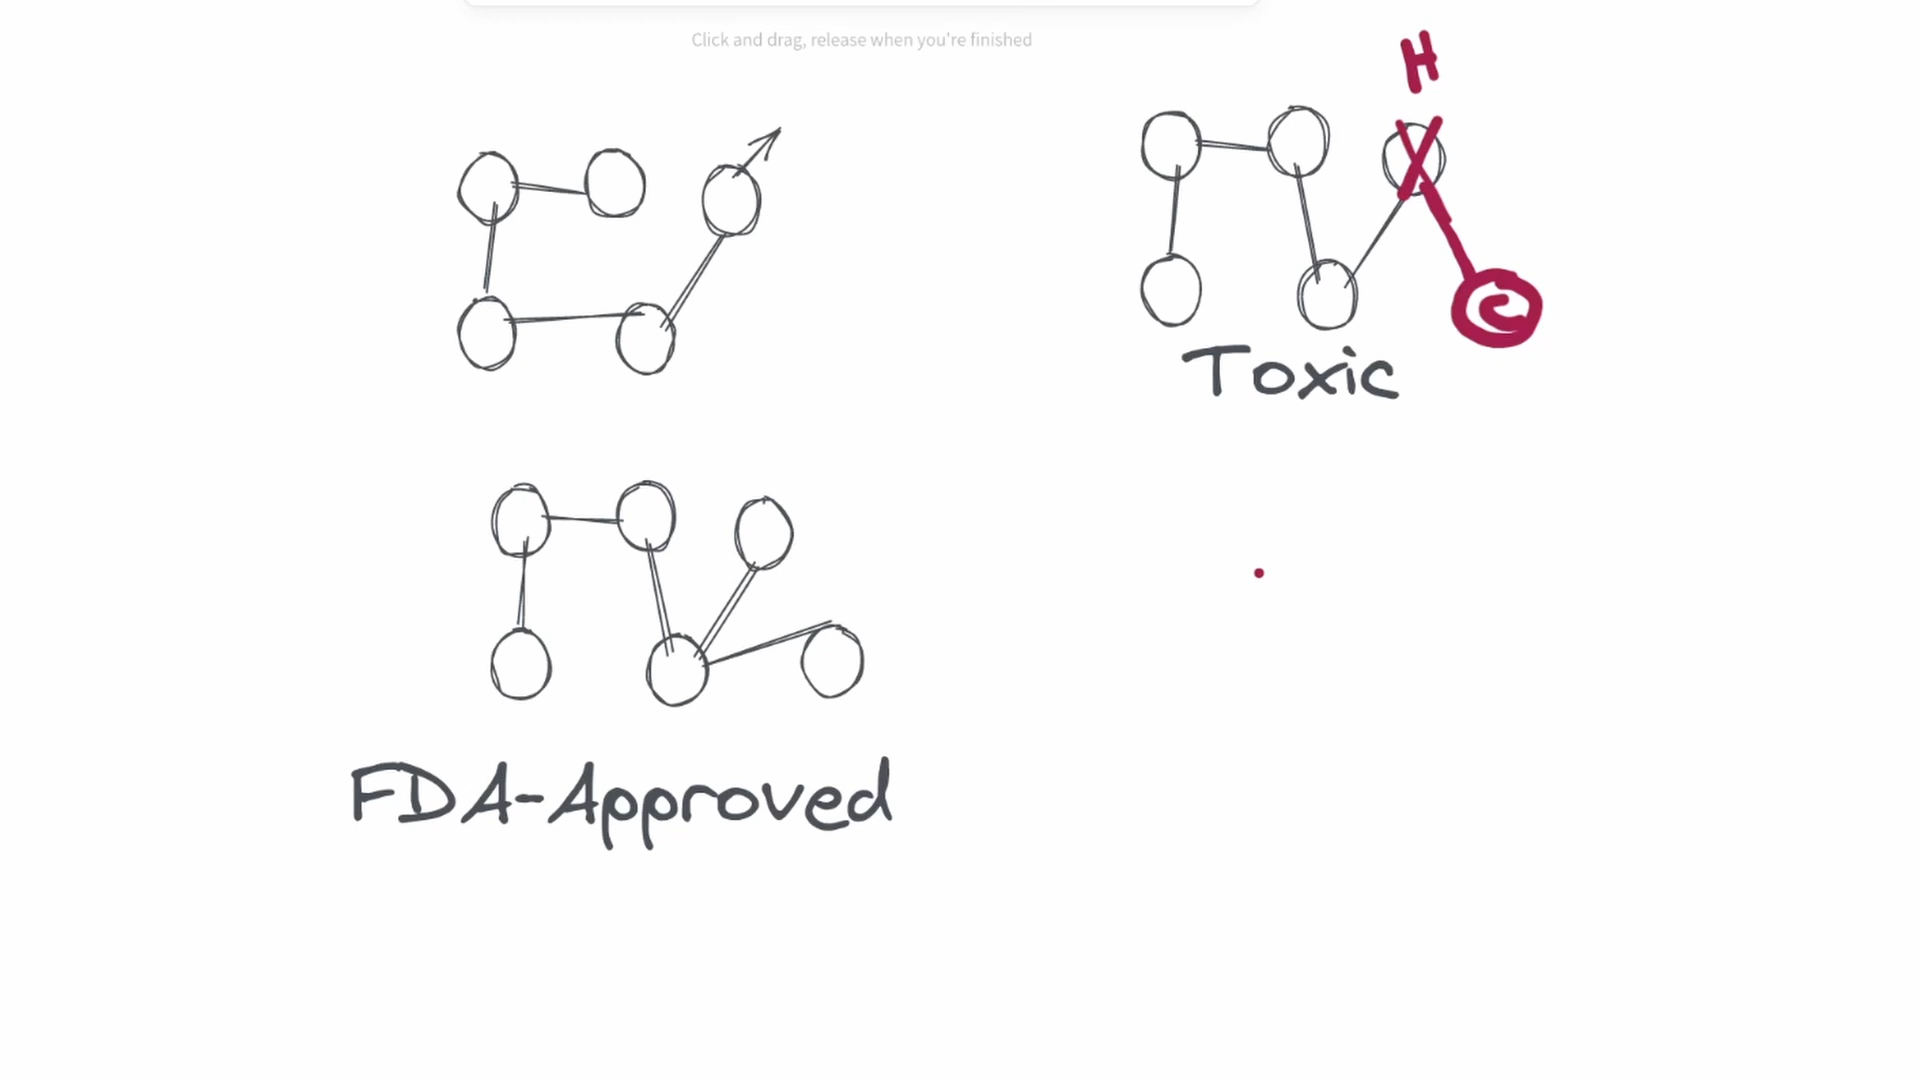 Click and drag, release when you're finished
H
C
Toxic
FDA-Approved